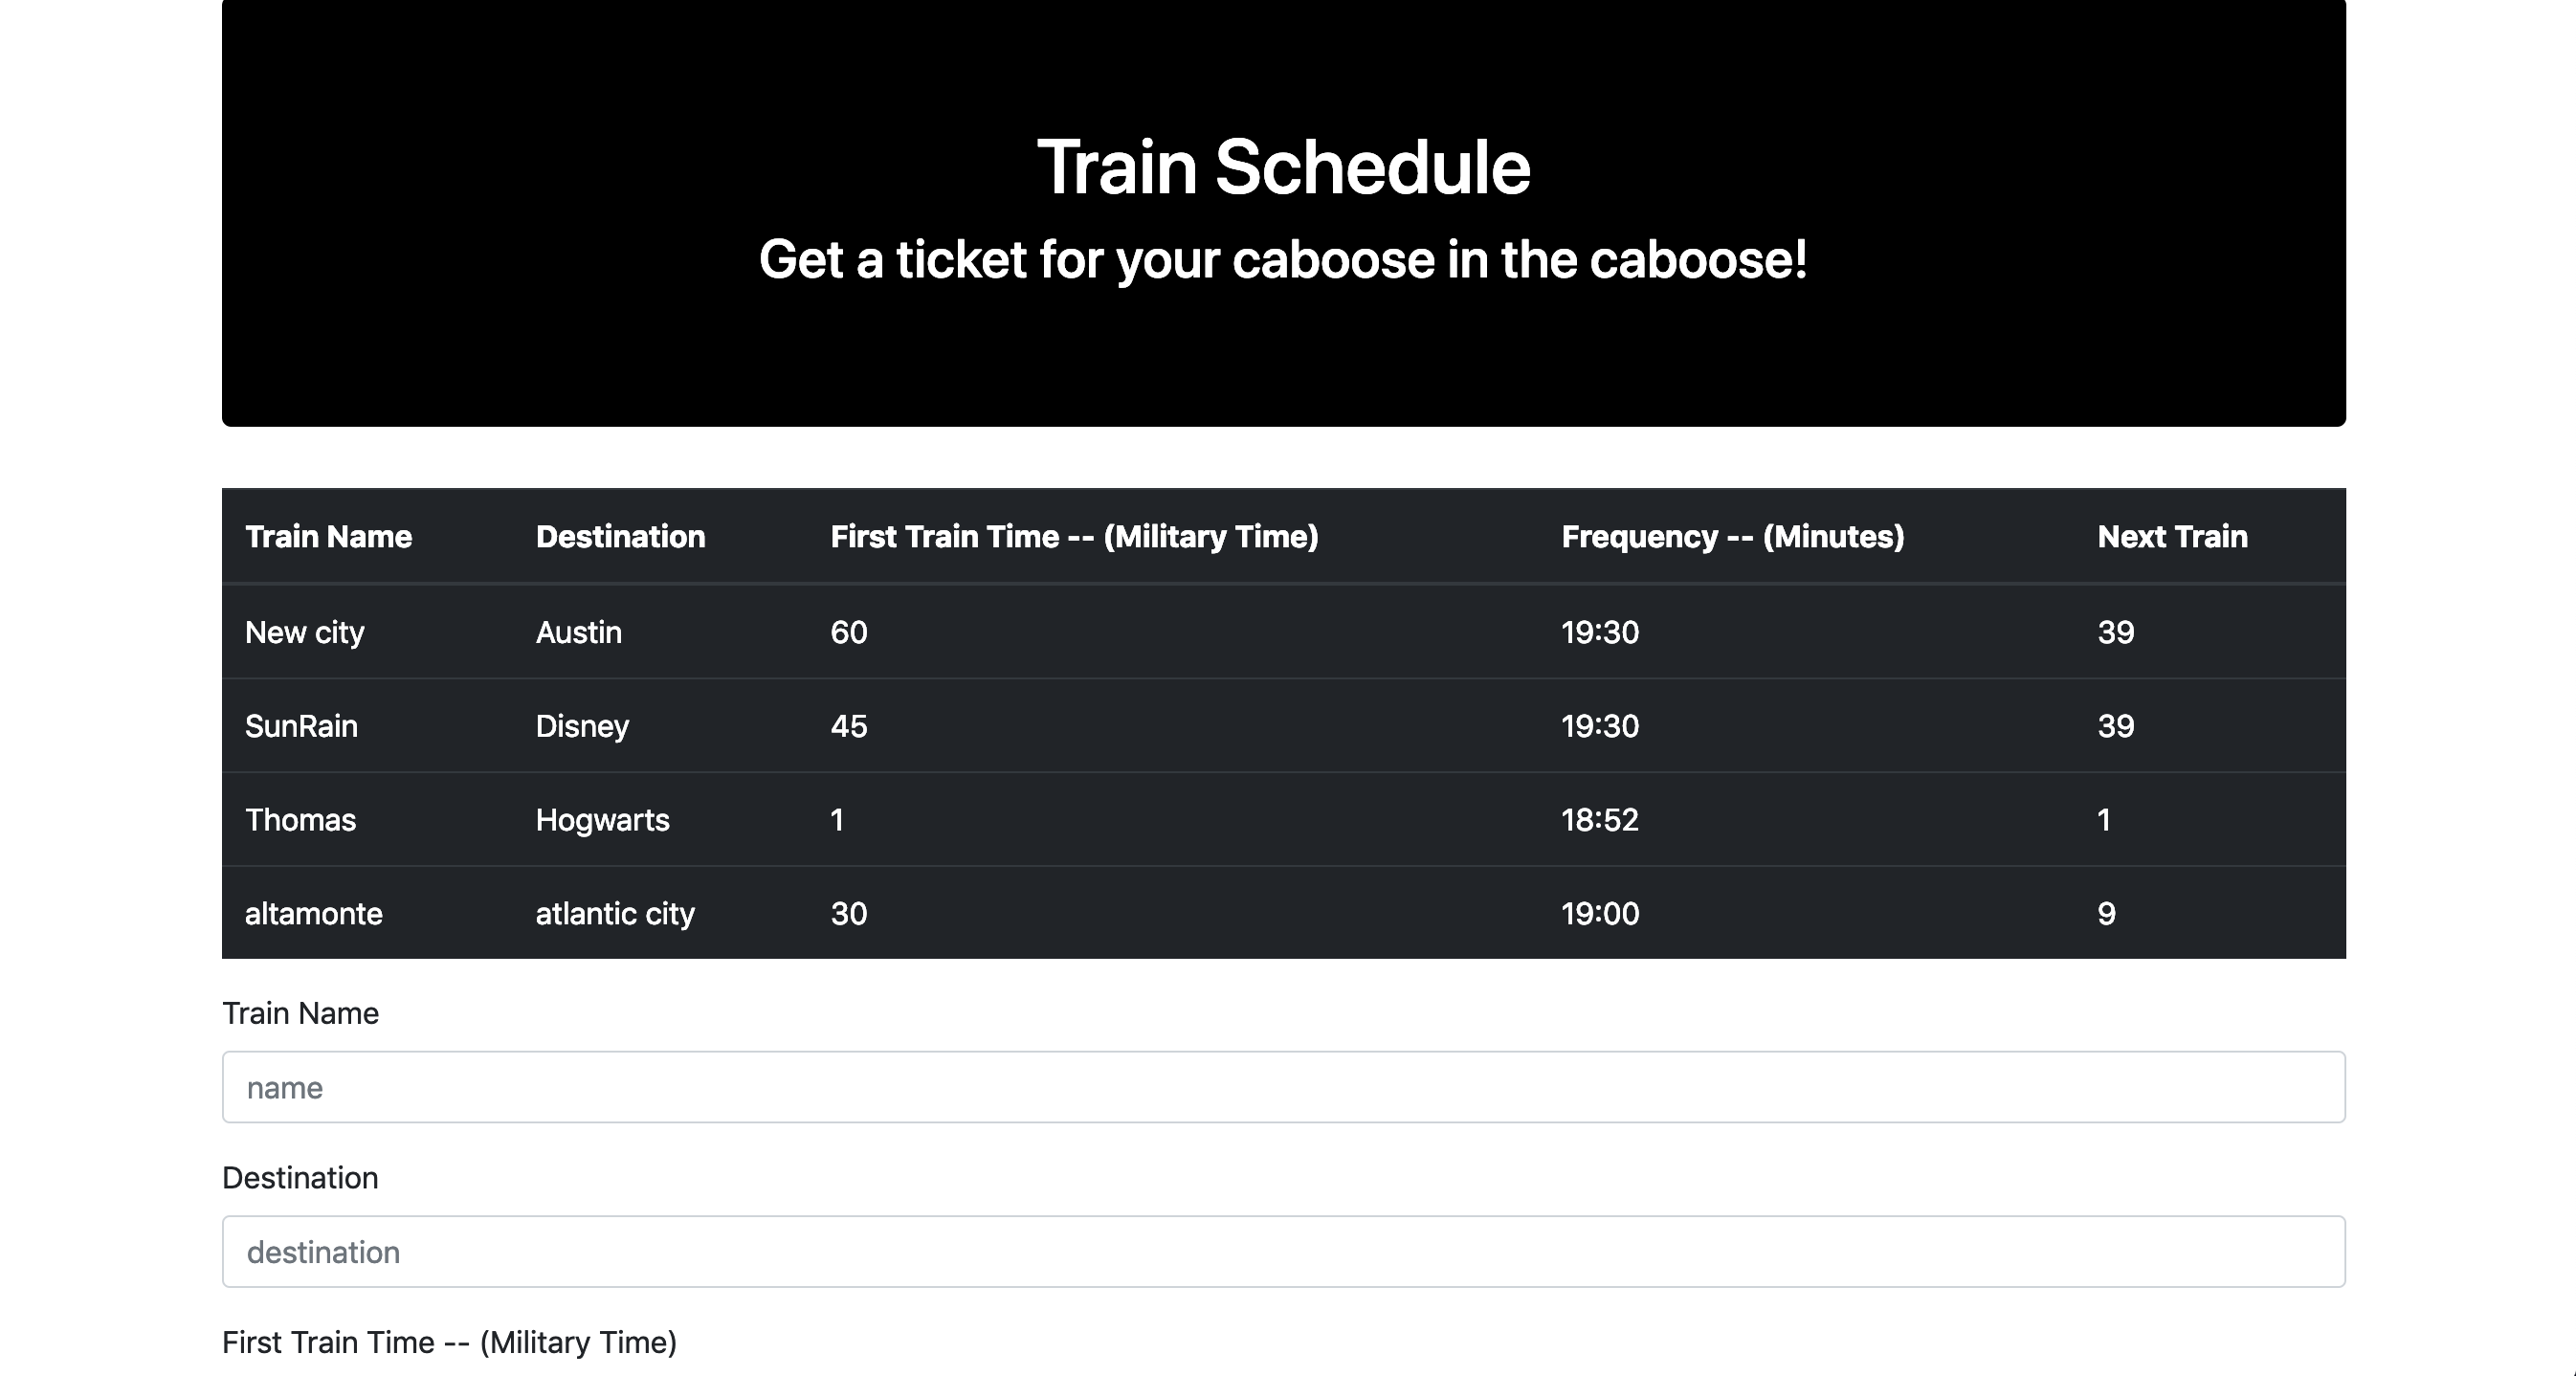 Train Schedule
Get a ticket for your caboose in the caboose!
Train Name Destination First Train Time -- (Military Time) Frequency -- (Minutes) Next Train
New city Austin 60 19:30 39
SunRain Disney 45 19:30 39
Thomas Hogwarts 1 18:52 1
altamonte atlantic city 30 19:00 9
Train Name
name
Destination
destination
First Train Time -- (Military Time)